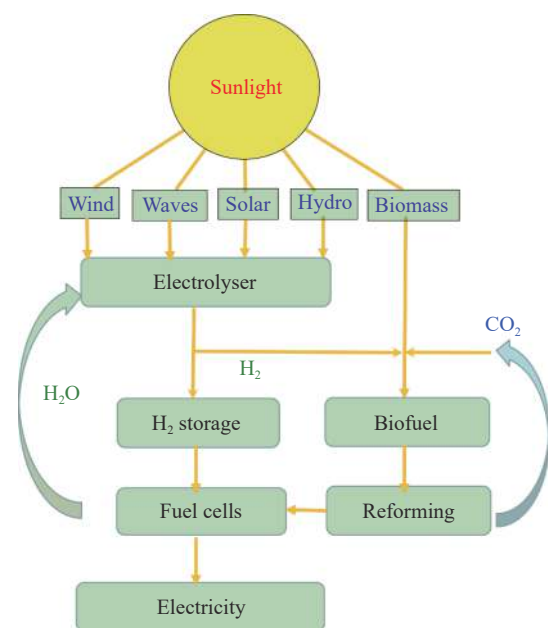 Sunlight
Wind
Waves
Solar
Hydro
Biomass
Electrolyser
CO₂
H₂
H₂O
H₂ storage
Biofuel
Fuel cells
Reforming
Electricity